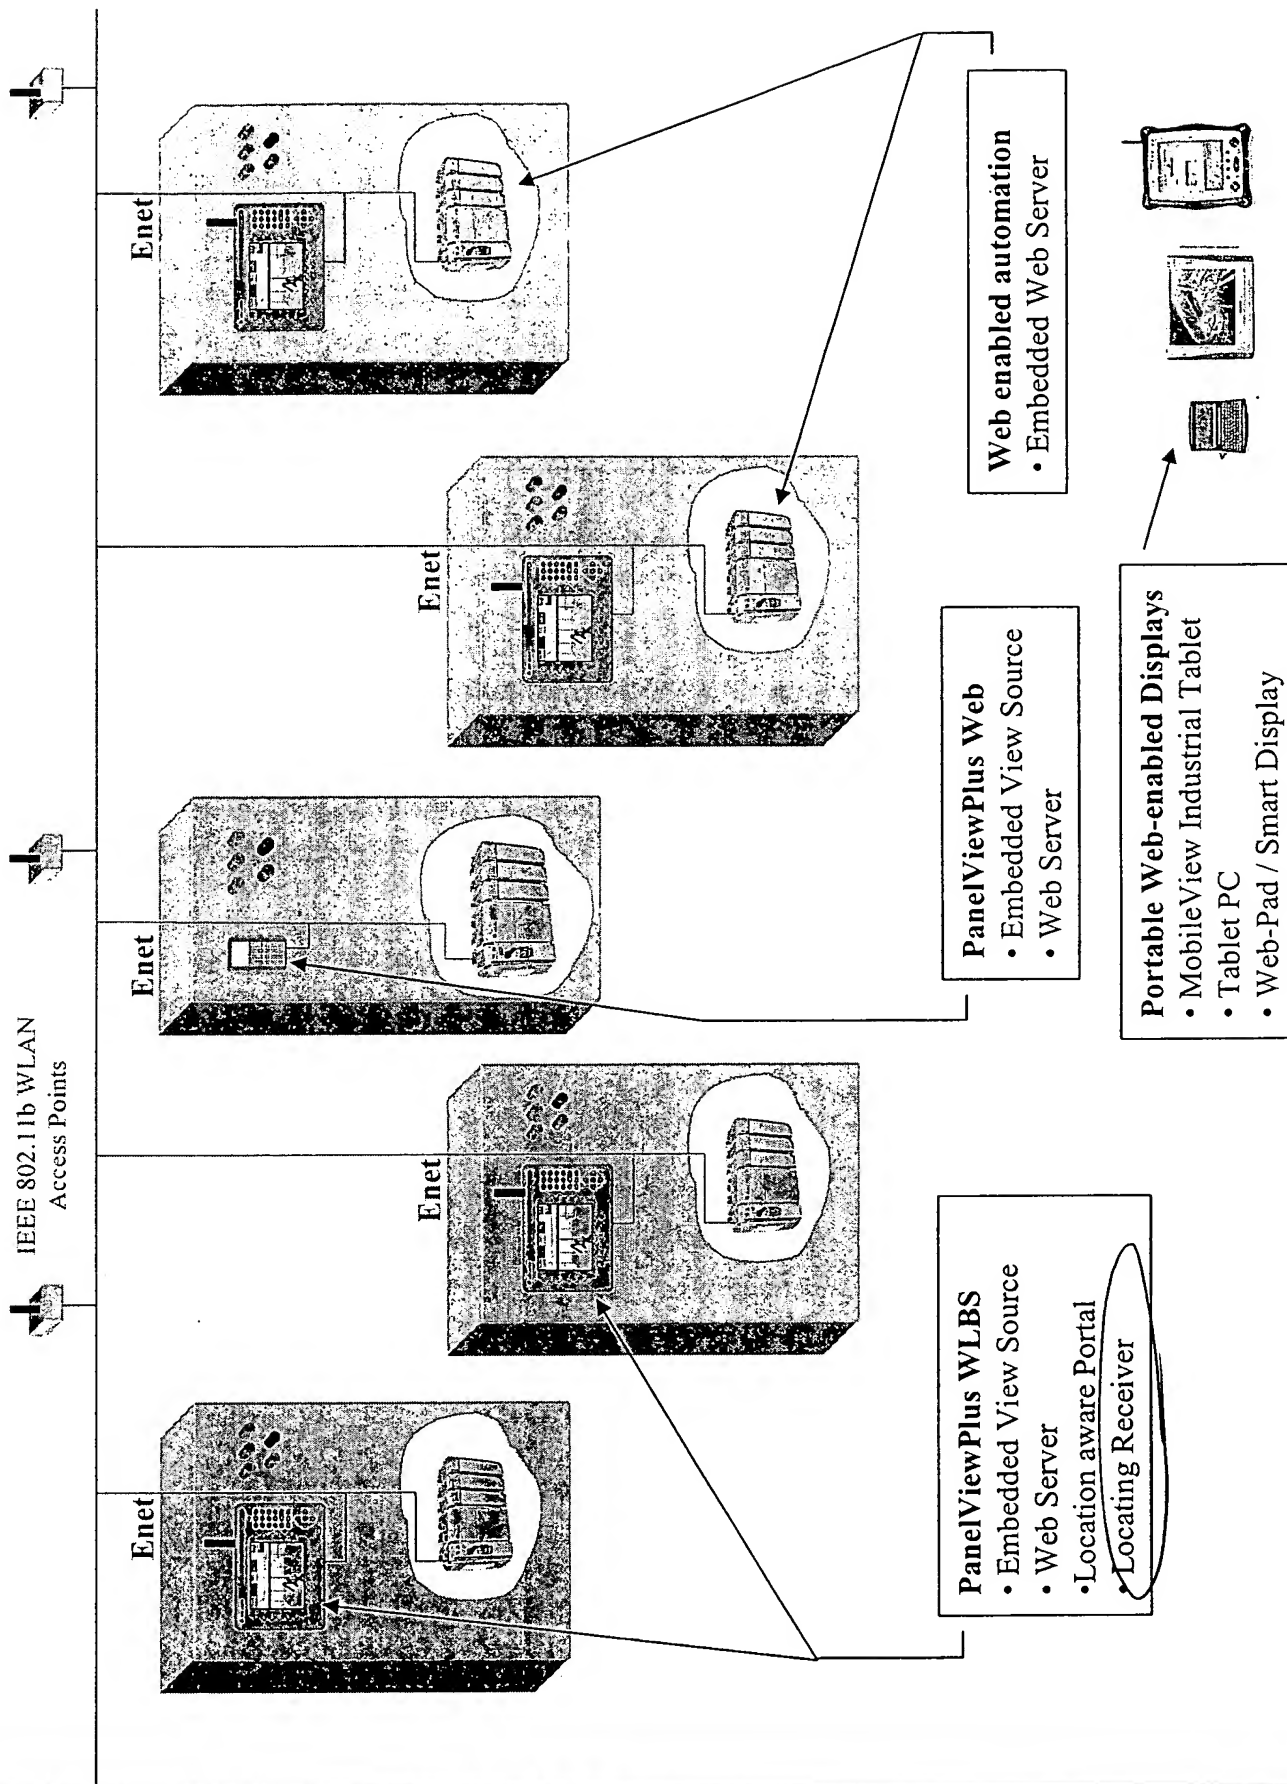 IEEE 802.11b WLAN
Access Points
Enet
Enet
Enet
Enet
Enet
PanelViewPlus WLBS
• Embedded View Source
• Web Server
•Location aware Portal
• Locating Receiver
PanelViewPlus Web
• Embedded View Source
• Web Server
Web enabled automation
• Embedded Web Server
Portable Web-enabled Displays
• MobileView Industrial Tablet
• Tablet PC
• Web-Pad / Smart Display